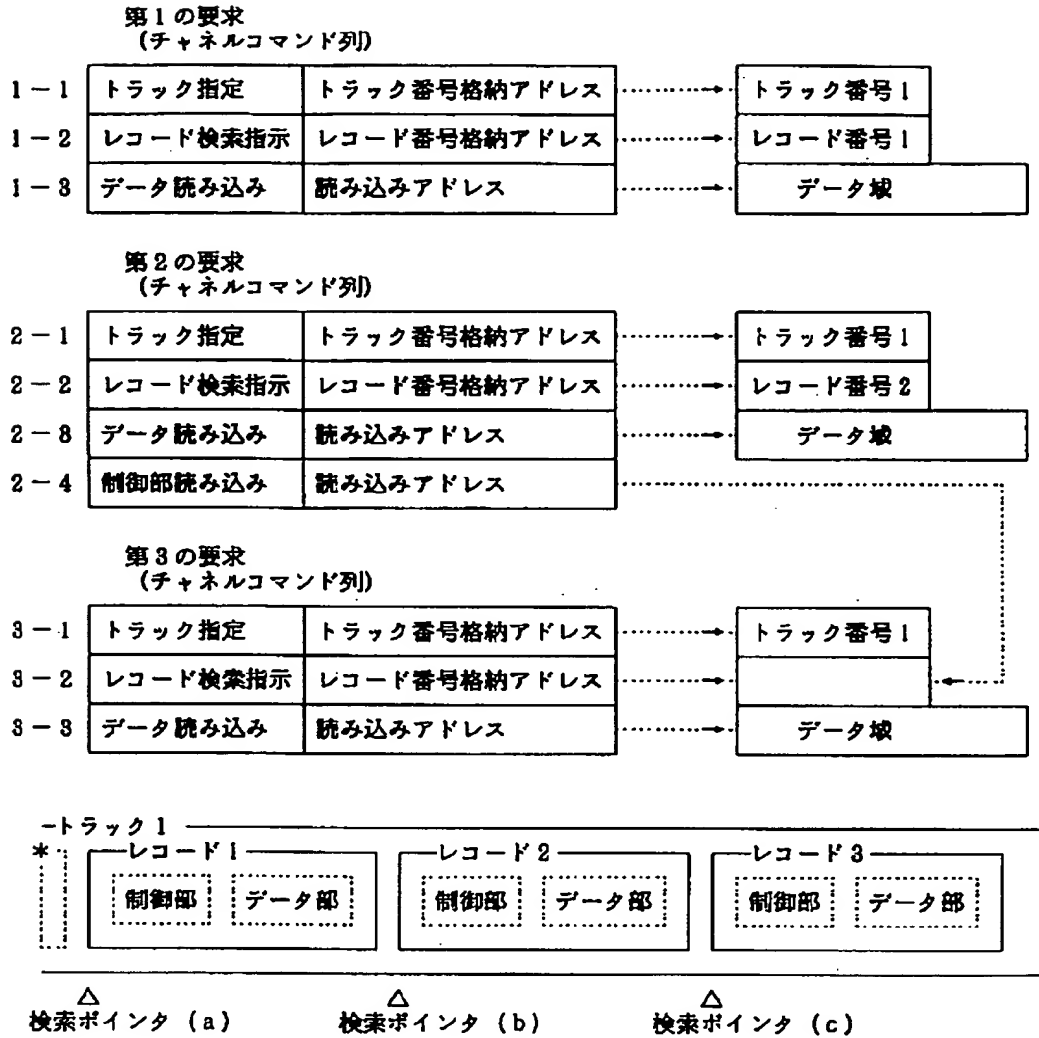 第1の要求
(チャネルコマンド列)
1－1 トラック指定 トラック番号格納アドレス トラック番号1
1－2 レコード検索指示 レコード番号格納アドレス レコード番号1
1－3 データ読み込み 読み込みアドレス データ域
第2の要求
(チャネルコマンド列)
2－1 トラック指定 トラック番号格納アドレス トラック番号1
2－2 レコード検索指示 レコード番号格納アドレス レコード番号2
2－3 データ読み込み 読み込みアドレス データ域
2－4 制御部読み込み 読み込みアドレス
第3の要求
(チャネルコマンド列)
3－1 トラック指定 トラック番号格納アドレス トラック番号1
3－2 レコード検索指示 レコード番号格納アドレス
3－3 データ読み込み 読み込みアドレス データ域
トラック1
* レコード1 レコード2 レコード3
制御部 データ部 制御部 データ部 制御部 データ部
△ △ △
検索ポインタ (a) 検索ポインタ (b) 検索ポインタ (c)